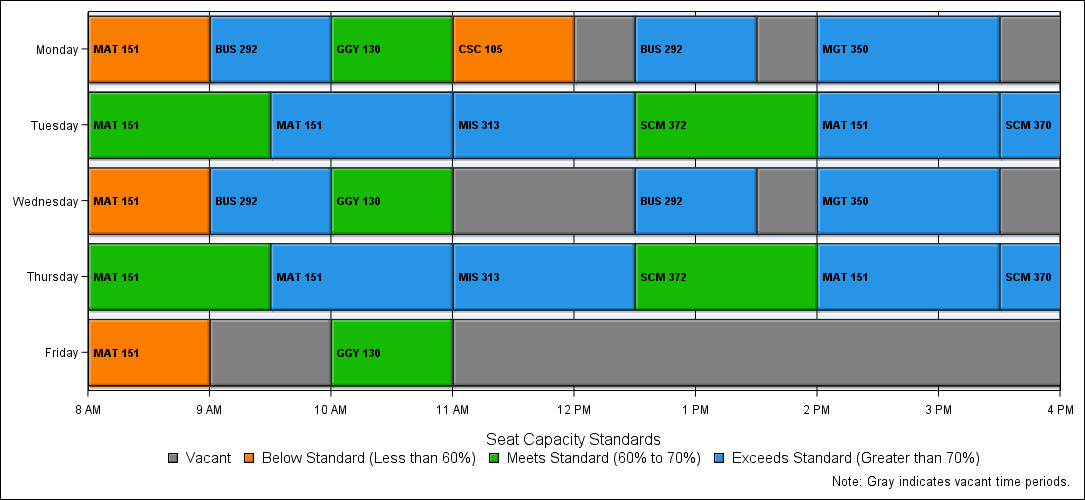 Monday MAT 151 BUS 292 GGY 130 CSC 105 BUS 292 MGT 350
Tuesday MAT 151 MAT 151 MIS 313 SCM 372 MAT 151 SCM 370
Wednesday MAT 151 BUS 292 GGY 130 BUS 292 MGT 350
Thursday MAT 151 MAT 151 MIS 313 SCM 372 MAT 151 SCM 370
Friday MAT 151 GGY 130
8 AM 9 AM 10 AM 11 AM 12 PM 1 PM 2 PM 3 PM 4 PM
Seat Capacity Standards
Vacant Below Standard (Less than 60%) Meets Standard (60% to 70%) Exceeds Standard (Greater than 70%)
Note: Gray indicates vacant time periods.